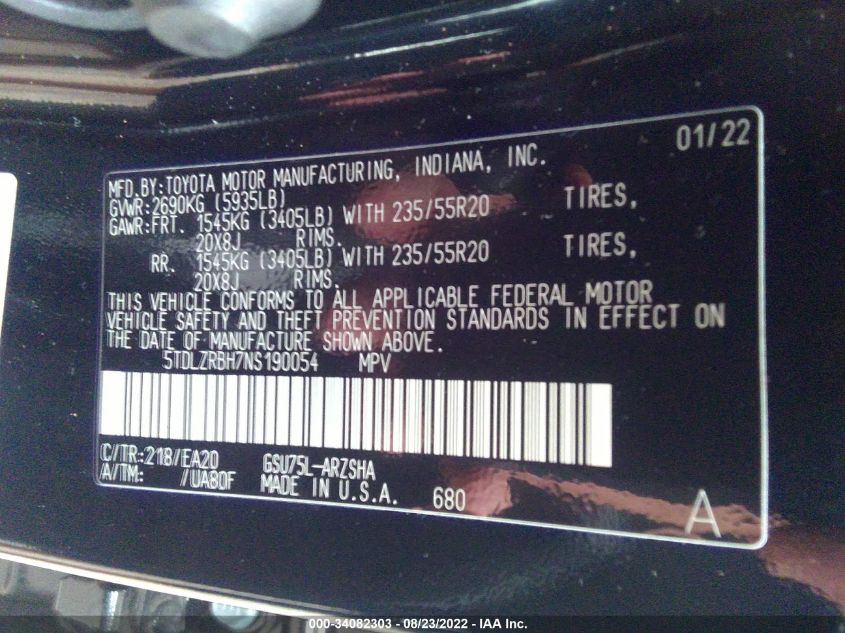 01/22
MFD.BY:TOYOTA MOTOR MANUFACTURING, INDIANA, INC.
GVWR:2690KG (5935LB)
GAWR:FRT. 1545KG (3405LB) WITH 235/55R20 TIRES,
20X8J RIMS.
RR. 1545KG (3405LB) WITH 235/55R20 TIRES,
20X8J RIMS.
THIS VEHICLE CONFORMS TO ALL APPLICABLE FEDERAL MOTOR
VEHICLE SAFETY AND THEFT PREVENTION STANDARDS IN EFFECT ON
THE DATE OF MANUFACTURE SHOWN ABOVE.
5TDLZRBH7NS190054 MPV
C/TR:218/EA20 GSU75L-ARZSHA
A/TM: /UA80F MADE IN U.S.A. 680
A
000-34082303 - 08/23/2022 - IAA Inc.